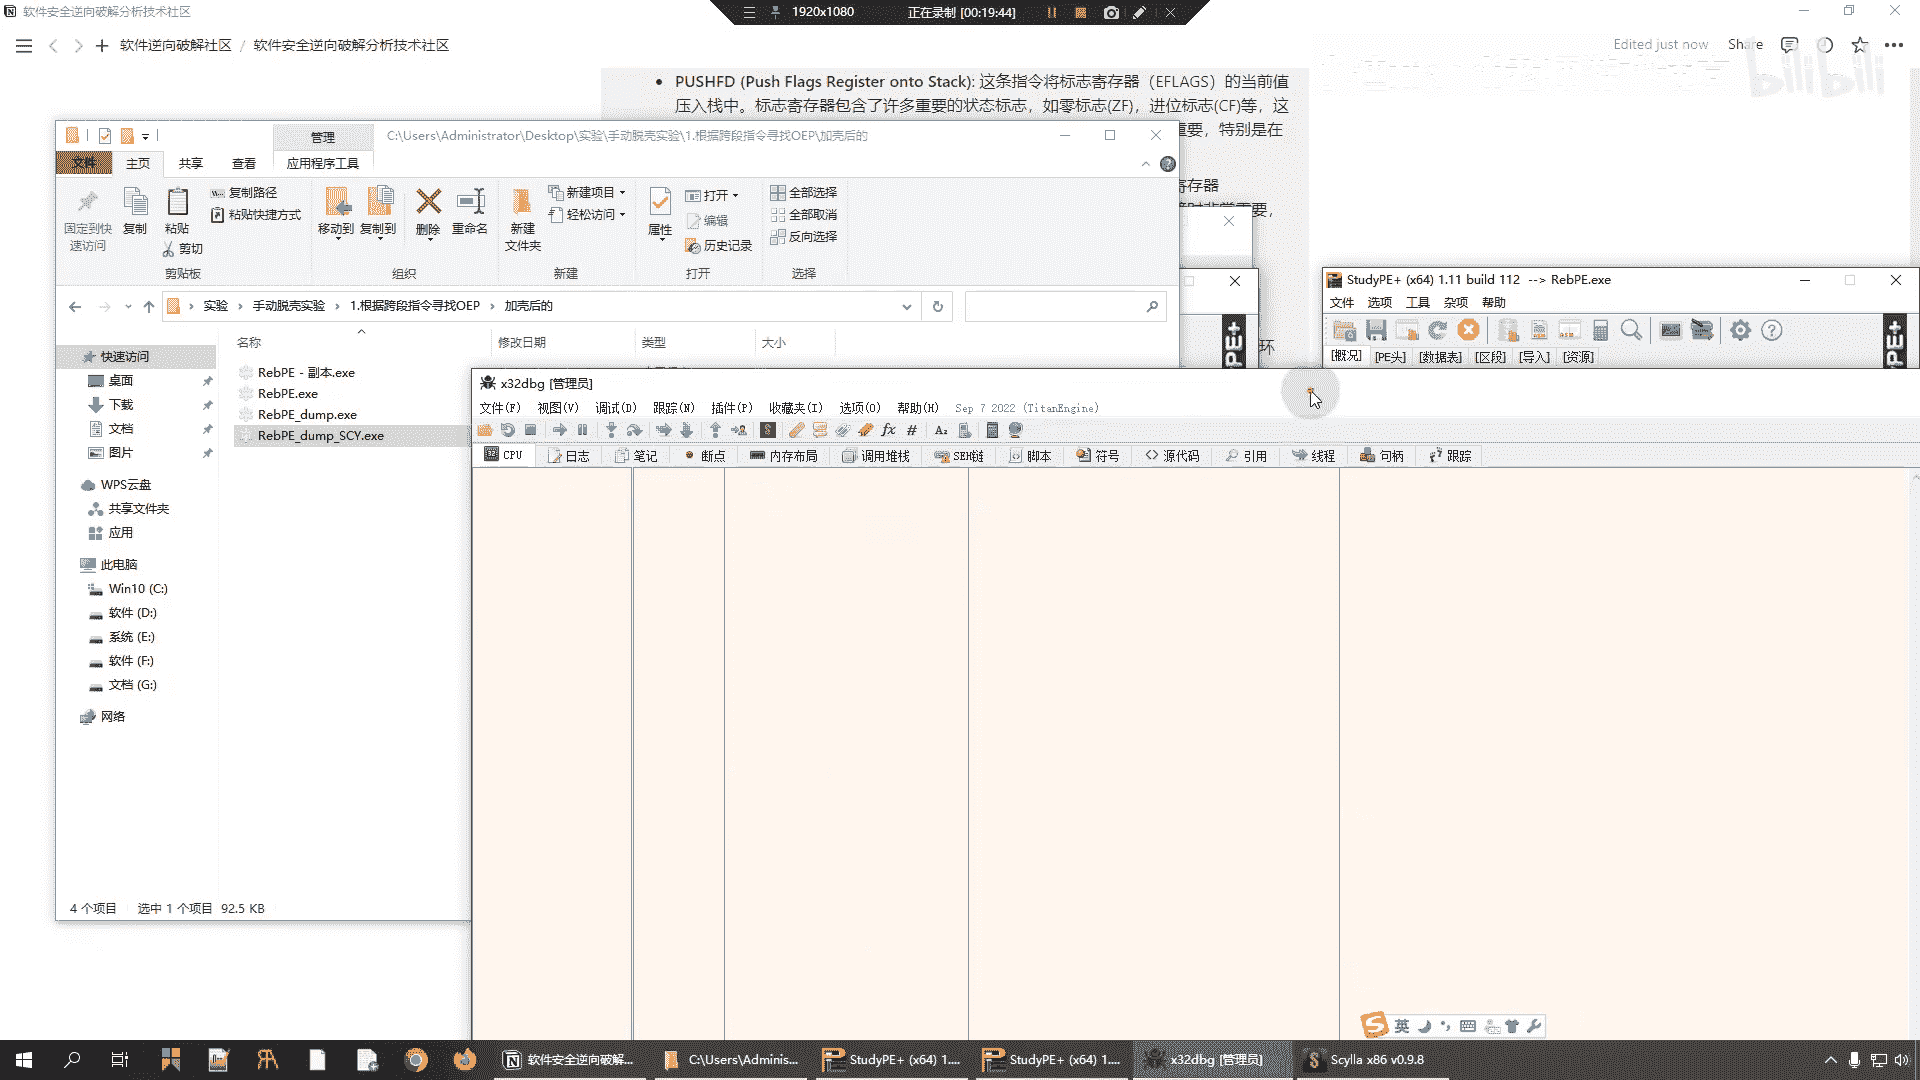 软件安全逆向破解分析技术社区
1920x1080
正在录制 [00:19:44]
软件逆向破解社区 / 软件安全逆向破解分析技术社区
Edited just now
Share
bilibili
PUSHFD (Push Flags Register onto Stack): 这条指令将标志寄存器（EFLAGS）的当前值
压入栈中。标志寄存器包含了许多重要的状态标志，如零标志(ZF)，进位标志(CF)等，这
重要，特别是在
寄存器
环
管理
C:\Users\Administrator\Desktop\实验\手动脱壳实验\1.根据跨段指令寻找OEP\加壳后的
文件 主页 共享 查看 应用程序工具
固定到快速访问
复制
粘贴
复制路径
粘贴快捷方式
剪切
移动到
复制到
删除
重命名
新建文件夹
新建项目
轻松访问
属性
打开
编辑
历史记录
全部选择
全部取消
反向选择
剪贴板 组织 新建 打开 选择
实验 › 手动脱壳实验 › 1.根据跨段指令寻找OEP › 加壳后的
名称 修改日期 类型 大小
快速访问
桌面
下载
文档
图片
WPS云盘
共享文件夹
应用
此电脑
Win10 (C:)
软件 (D:)
系统 (E:)
软件 (F:)
文档 (G:)
网络
RebPE - 副本.exe
RebPE.exe
RebPE_dump.exe
RebPE_dump_SCY.exe
4 个项目 选中 1 个项目 92.5 KB
PE+
StudyPE+ (x64) 1.11 build 112 --> RebPE.exe
文件 选项 工具 杂项 帮助
PE+
[概况] [PE头] [数据表] [区段] [导入] [资源]
x32dbg [管理员]
文件(F) 视图(V) 调试(D) 跟踪(N) 插件(P) 收藏夹(I) 选项(O) 帮助(H) Sep 7 2022 (TitanEngine)
fx # Az
CPU 日志 笔记 断点 内存布局 调用堆栈 SEH链 脚本 符号 源代码 引用 线程 句柄 跟踪
英
软件安全逆向破解...
C:\Users\Adminis...
StudyPE+ (x64) 1....
StudyPE+ (x64) 1....
x32dbg [管理员]
Scylla x86 v0.9.8